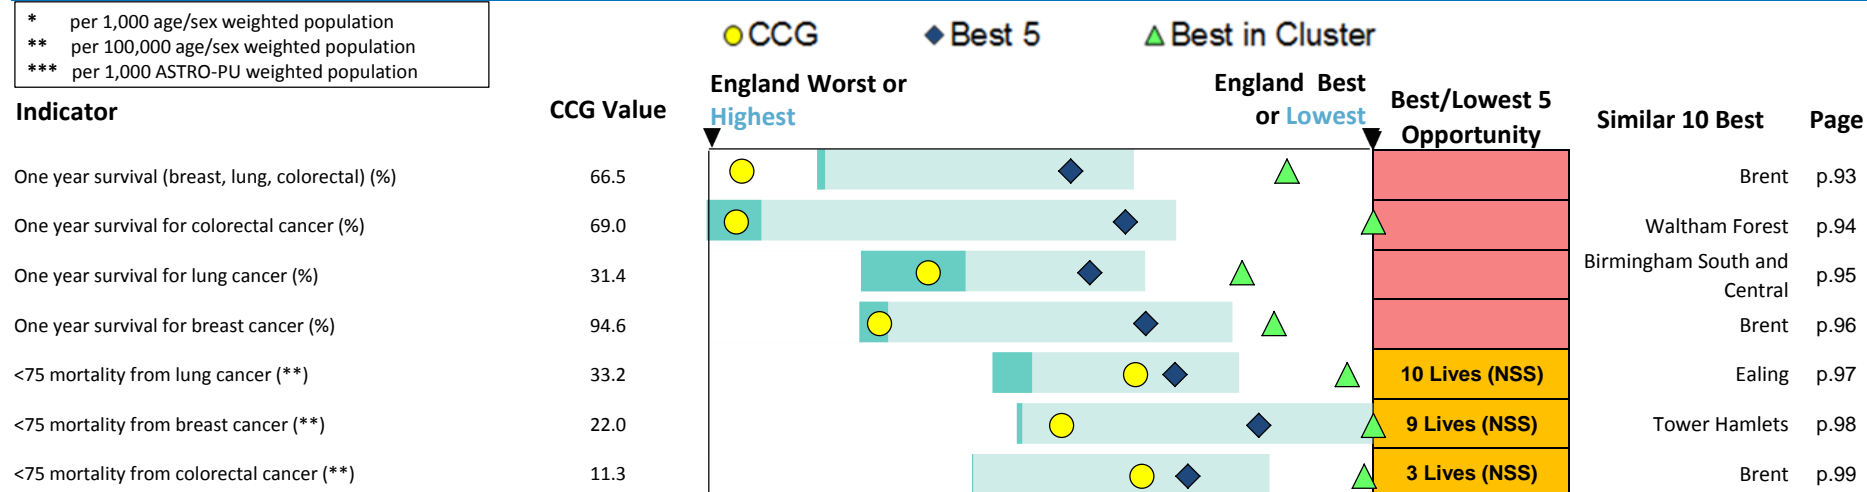 * per 1,000 age/sex weighted population
** per 100,000 age/sex weighted population
*** per 1,000 ASTRO-PU weighted population
CCG Best 5 Best in Cluster
Indicator CCG Value England Worst or Highest England Best or Lowest Best/Lowest 5 Opportunity Similar 10 Best Page
One year survival (breast, lung, colorectal) (%) 66.5 Brent p.93
One year survival for colorectal cancer (%) 69.0 Waltham Forest p.94
One year survival for lung cancer (%) 31.4 Birmingham South and Central p.95
One year survival for breast cancer (%) 94.6 Brent p.96
<75 mortality from lung cancer (**) 33.2 10 Lives (NSS) Ealing p.97
<75 mortality from breast cancer (**) 22.0 9 Lives (NSS) Tower Hamlets p.98
<75 mortality from colorectal cancer (**) 11.3 3 Lives (NSS) Brent p.99